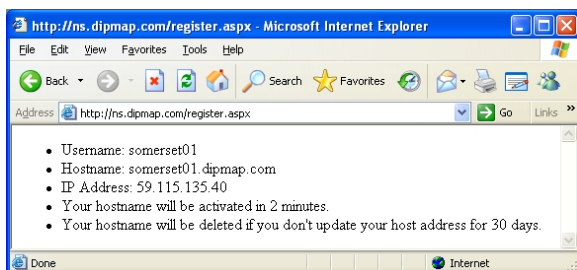 http://ns.dipmap.com/register.aspx - Microsoft Internet Explorer
File Edit View Favorites Tools Help
Back Search Favorites
Address http://ns.dipmap.com/register.aspx Go Links »
• Username: somerset01
• Hostname: somerset01.dipmap.com
• IP Address: 59.115.135.40
• Your hostname will be activated in 2 minutes.
• Your hostname will be deleted if you don't update your host address for 30 days.
Done Internet